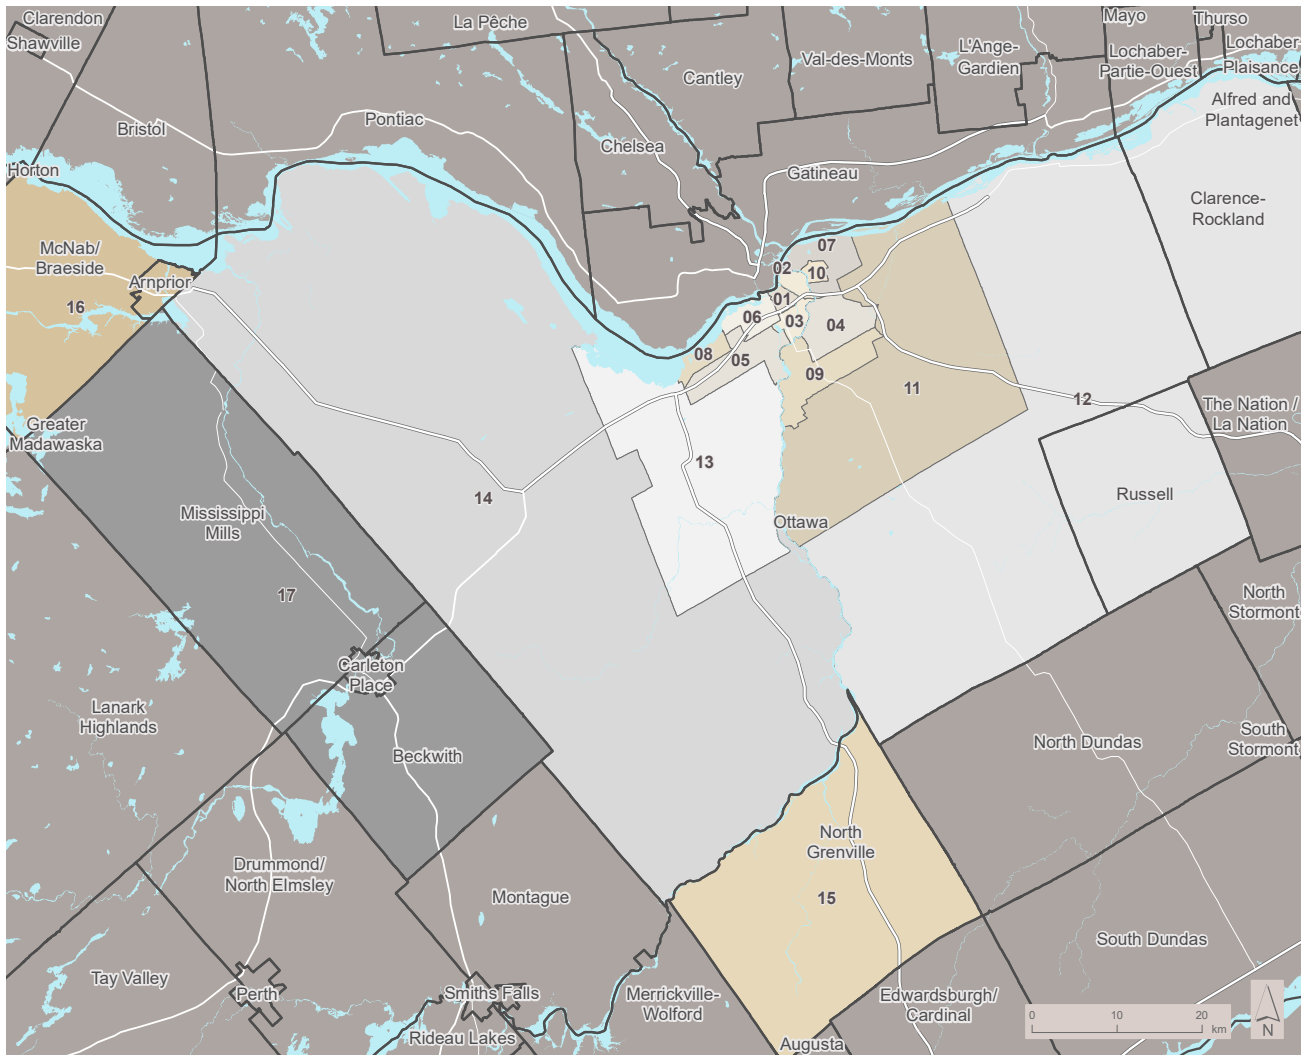 Clarendon
Shawville
La Pêche
Mayo
Thurso
Lochaber-
Partie-Ouest
Lochaber-
Plaisance
L'Ange-
Gardien
Val-des-Monts
Cantley
Alfred and
Plantagenet
Bristol
Pontiac
Chelsea
Gatineau
Horton
Clarence-
Rockland
McNab/
Braeside
16
Arnprior
07
02
10
01
06
03
04
08
05
09
11
12
The Nation /
La Nation
Greater
Madawaska
13
14
Russell
Mississippi
Mills
Ottawa
17
North
Stormont
Carleton
Place
Lanark
Highlands
Beckwith
North Dundas
South
Stormont
North
Grenville
15
Drummond/
North Elmsley
Montague
South Dundas
Tay Valley
Perth
Smiths Falls
Rideau Lakes
Merrickville-
Wolford
Edwardsburgh/
Cardinal
Augusta
0 10 20
km
N